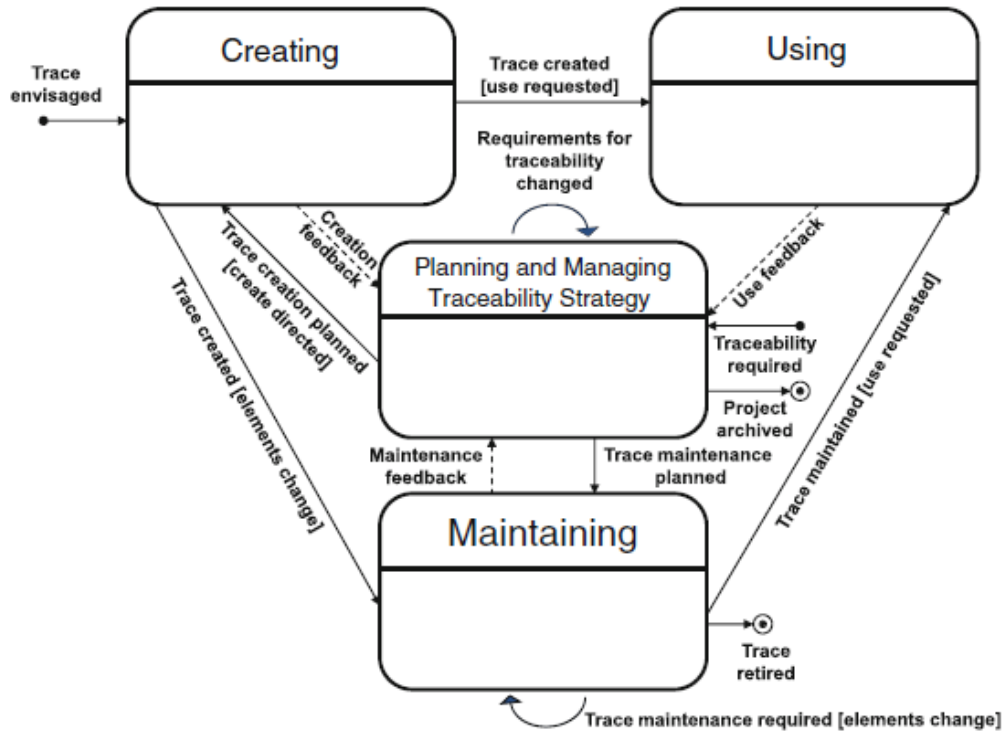 Creating
Using
Trace
envisaged
Trace created
[use requested]
Requirements for
traceability
changed
Creation
feedback
Trace creation planned
[create directed]
Planning and Managing
Traceability Strategy
Use feedback
Traceability
required
Project
archived
Trace created [elements change]
Maintenance
feedback
Trace maintenance
planned
Trace maintained [use requested]
Maintaining
Trace
retired
Trace maintenance required [elements change]